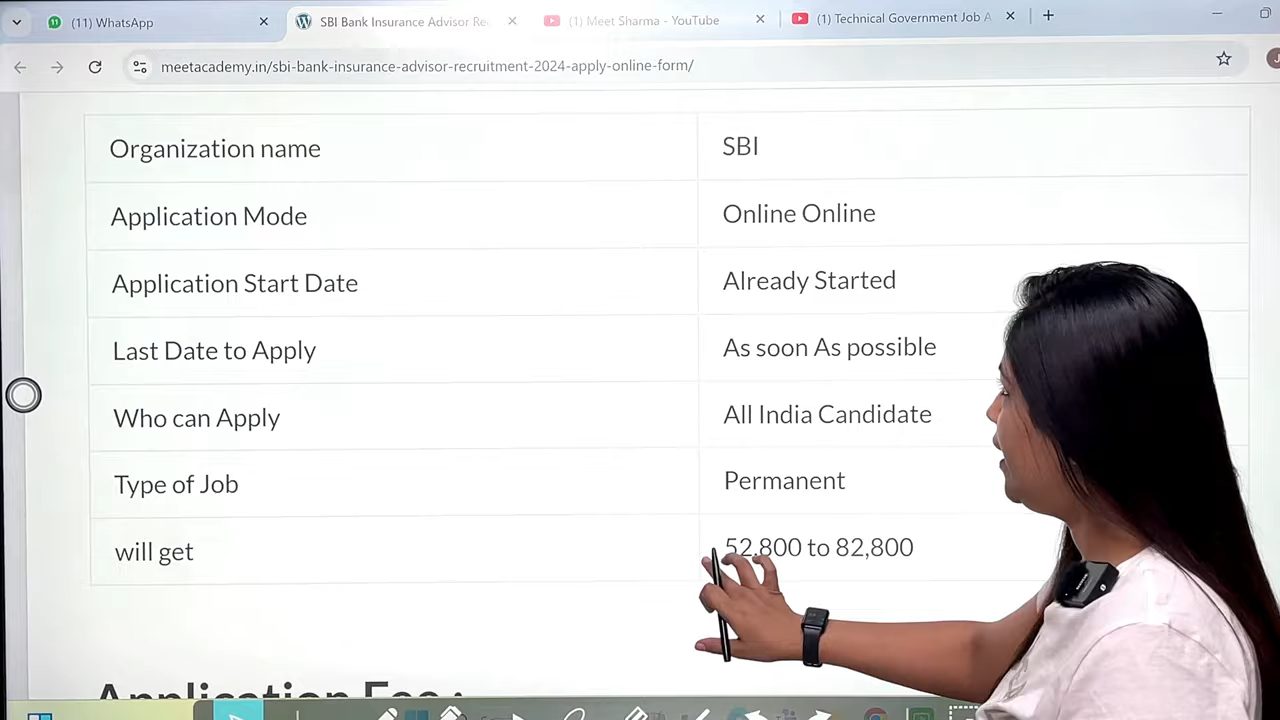 (11) WhatsApp
SBI Bank Insurance Advisor Rec
(1) Meet Sharma - YouTube
(1) Technical Government Job A
meetacademy.in/sbi-bank-insurance-advisor-recruitment-2024-apply-online-form/
Organization name SBI
Application Mode Online Online
Application Start Date Already Started
Last Date to Apply As soon As possible
Who can Apply All India Candidate
Type of Job Permanent
will get 52,800 to 82,800
Application Fee :